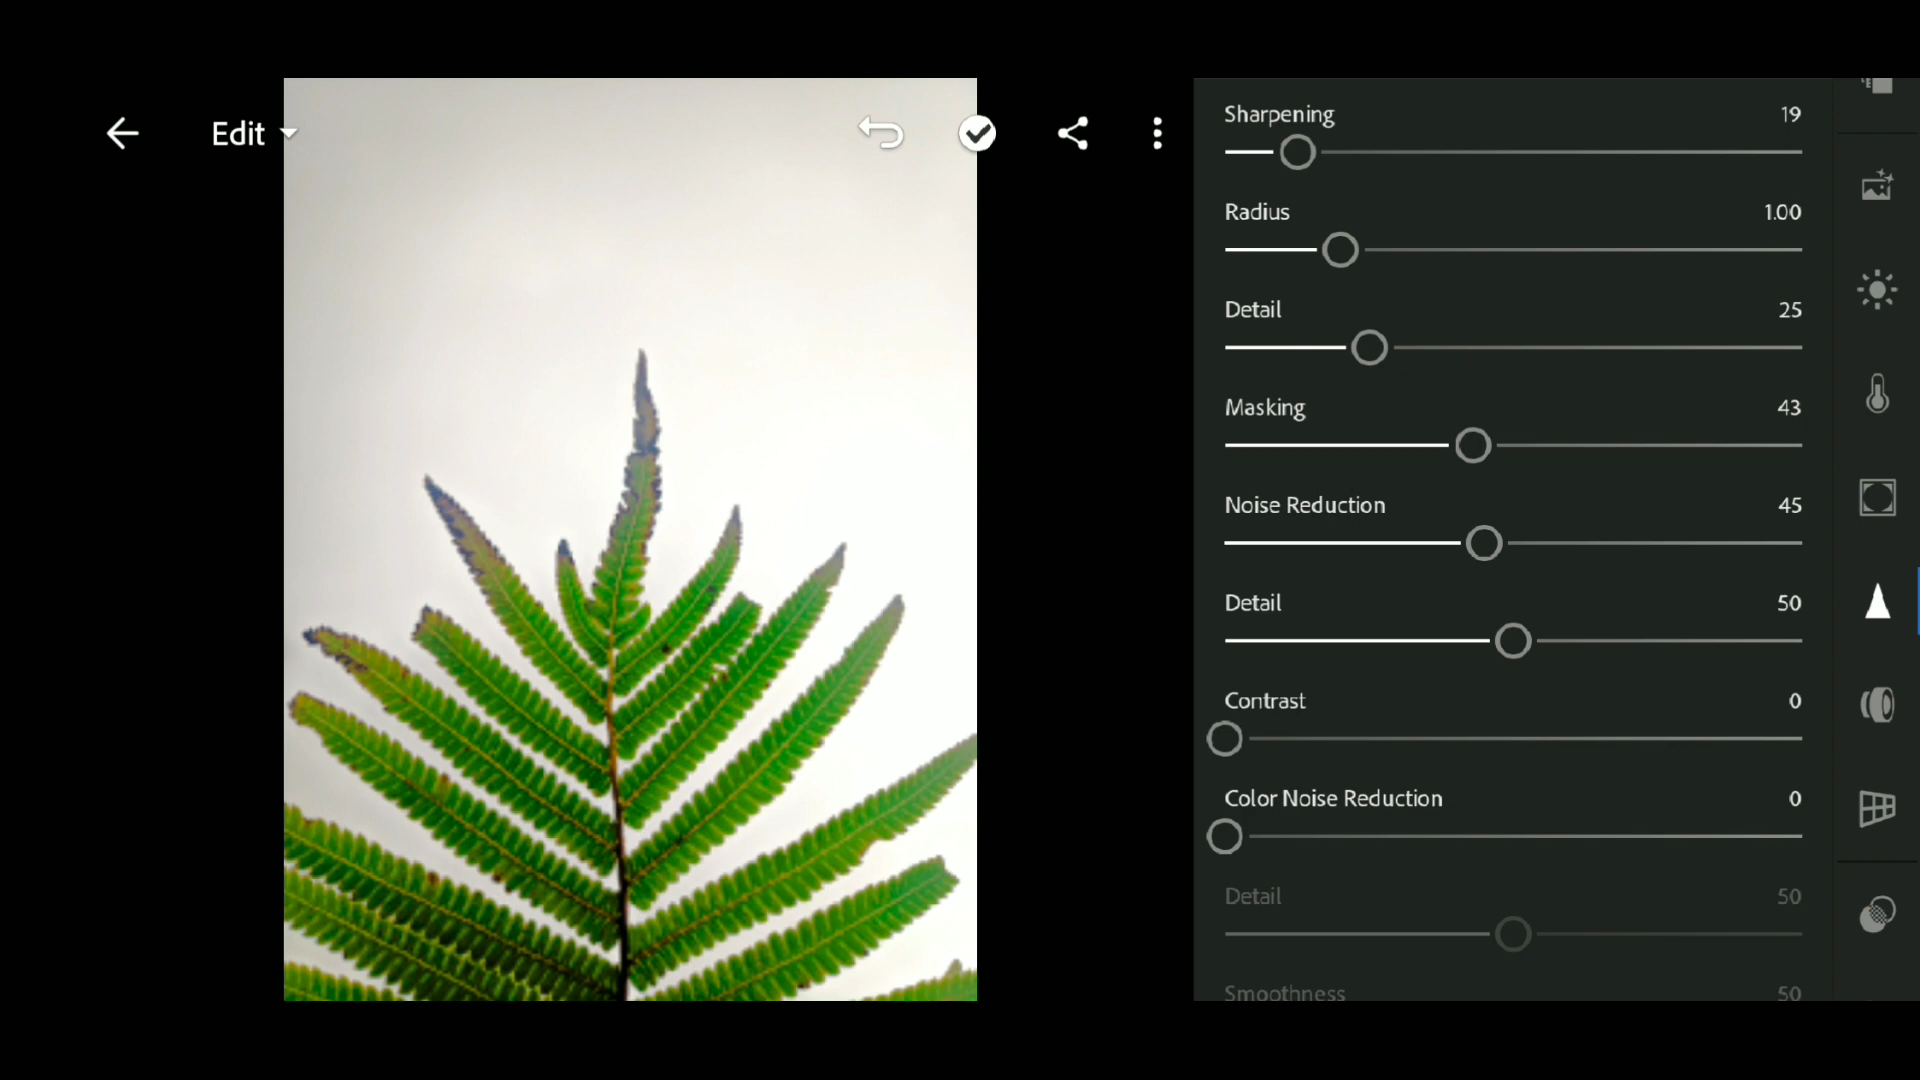 Edit
Sharpening 19
Radius 1.00
Detail 25
Masking 43
Noise Reduction 45
Detail 50
Contrast 0
Color Noise Reduction 0
Detail 50
Smoothness 50